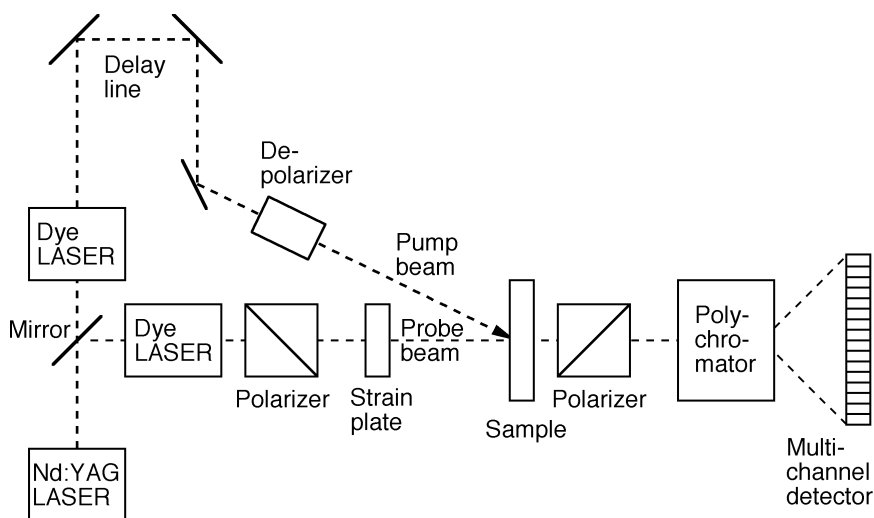 Delay
line
De-
polarizer
Dye
LASER
Pump
beam
Mirror
Dye
LASER
Probe
beam
Poly-
chro-
mator
Polarizer
Strain
plate
Sample
Polarizer
Nd:YAG
LASER
Multi-
channel
detector